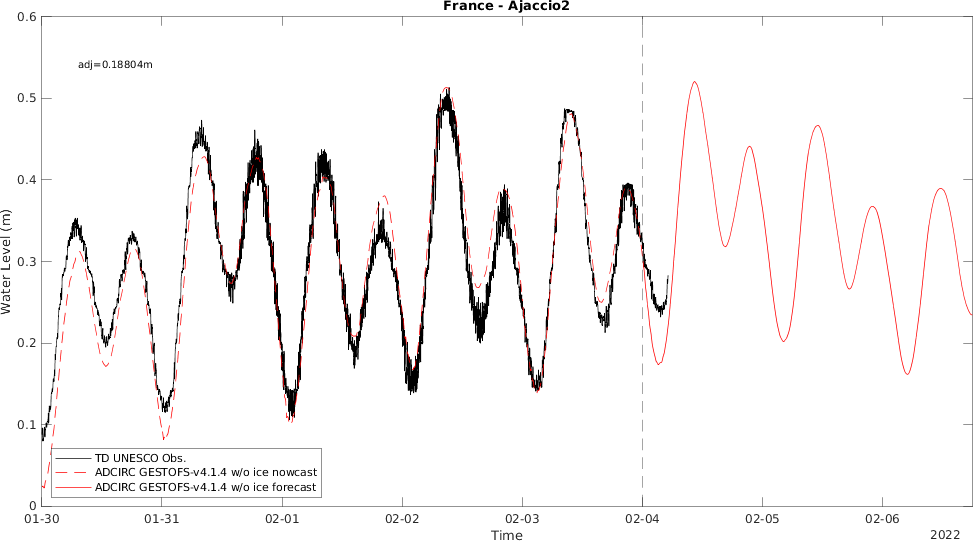 France - Ajaccio2
0.6
adj=0.18804m
0.5
0.4
0.3
Water Level (m)
0.2
0.1
TD UNESCO Obs.
ADCIRC GESTOFS-v4.1.4 w/o ice nowcast
ADCIRC GESTOFS-v4.1.4 w/o ice forecast
0
01-30 01-31 02-01 02-02 02-03 02-04 02-05 02-06
Time
2022